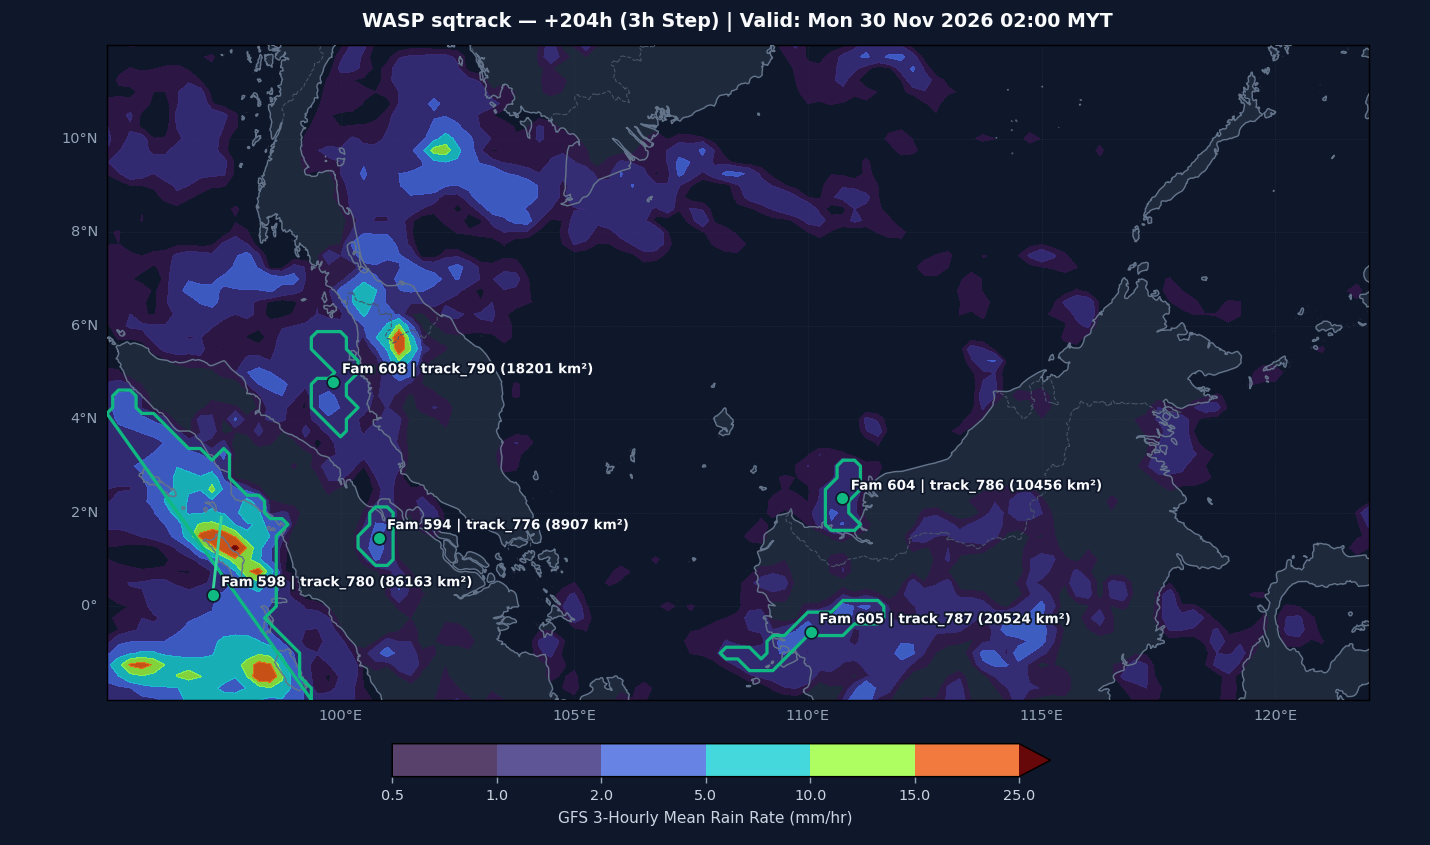 WASP sqtrack — +204h (3h Step) | Valid: Mon 30 Nov 2026 02:00 MYT
10°N
8°N
6°N
4°N
2°N
0°
Fam 608 | track_790 (18201 km²)
Fam 604 | track_786 (10456 km²)
Fam 594 | track_776 (8907 km²)
Fam 598 | track_780 (86163 km²)
Fam 605 | track_787 (20524 km²)
100°E 105°E 110°E 115°E 120°E
0.5 1.0 2.0 5.0 10.0 15.0 25.0
GFS 3-Hourly Mean Rain Rate (mm/hr)